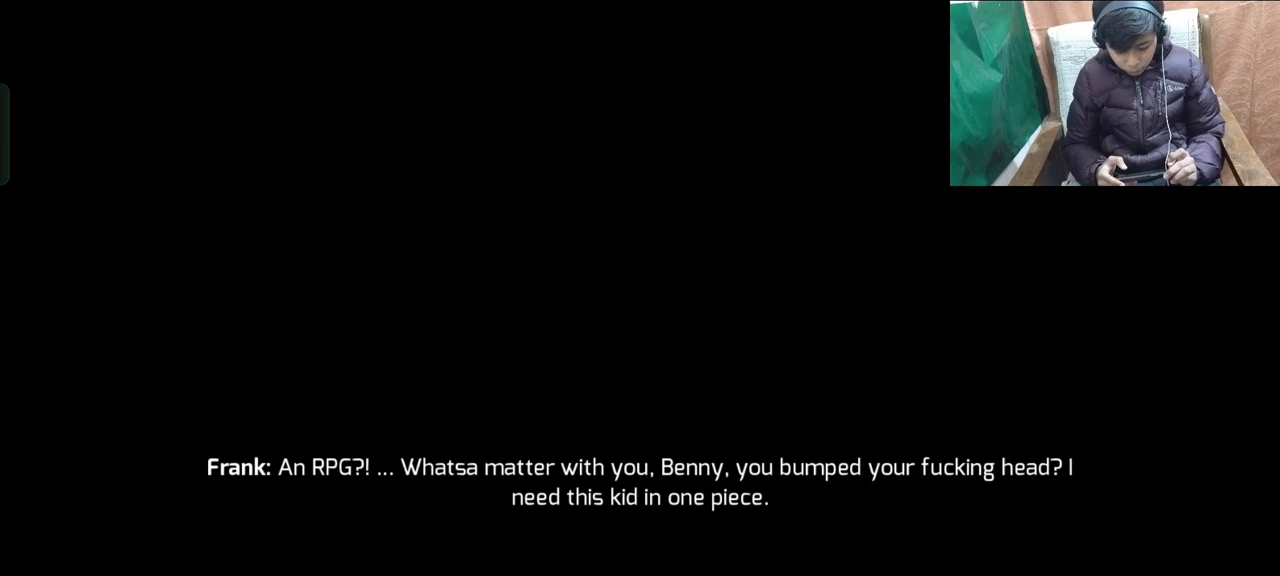 Frank: An RPG?! ... Whatsa matter with you, Benny, you bumped your fucking head? I
need this kid in one piece.